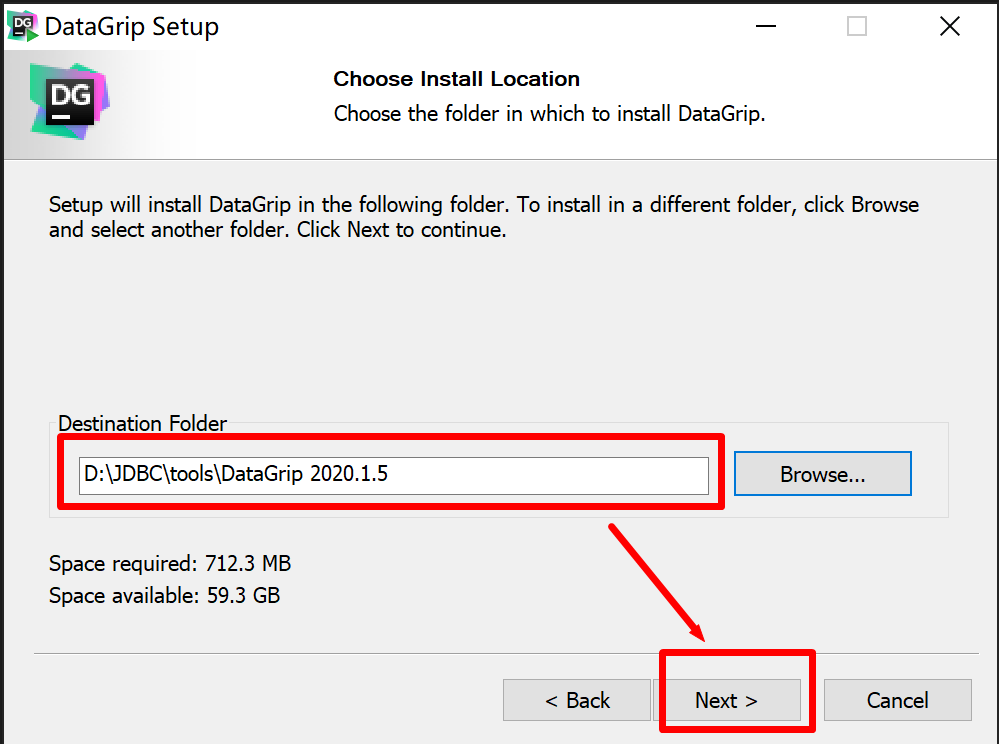 DG DataGrip Setup
DG
Choose Install Location
Choose the folder in which to install DataGrip.
Setup will install DataGrip in the following folder. To install in a different folder, click Browse
and select another folder. Click Next to continue.
Destination Folder
D:\JDBC\tools\DataGrip 2020.1.5
Browse...
Space required: 712.3 MB
Space available: 59.3 GB
< Back
Next >
Cancel